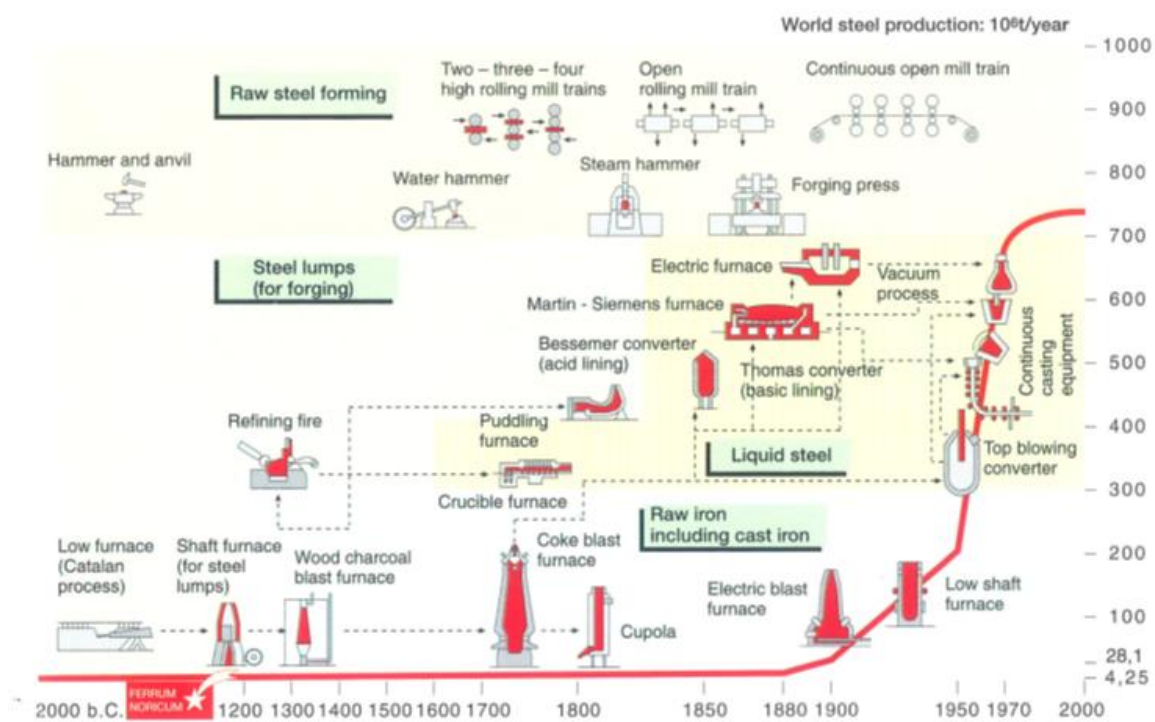 World steel production: 10⁶t/year
1000
Two – three – four
high rolling mill trains
Open
rolling mill train
Continuous open mill train
Raw steel forming
900
Hammer and anvil
Water hammer
Steam hammer
Forging press
800
700
Steel lumps
(for forging)
Electric furnace
Vacuum
process
Martin - Siemens furnace
600
Bessemer converter
(acid lining)
Thomas converter
(basic lining)
Continuous
casting
equipment
500
Refining fire
Puddling
furnace
400
Liquid steel
Top blowing
converter
Crucible furnace
300
Raw iron
including cast iron
Low furnace
(Catalan
process)
Shaft furnace
(for steel
lumps)
Wood charcoal
blast furnace
Coke blast
furnace
200
Electric blast
furnace
Low shaft
furnace
Cupola
100
28,1
4,25
FERRUM
NORICUM
2000 b.C. 1200 1300 1400 1500 1600 1700 1800 1850 1880 1900 1950 1970 2000